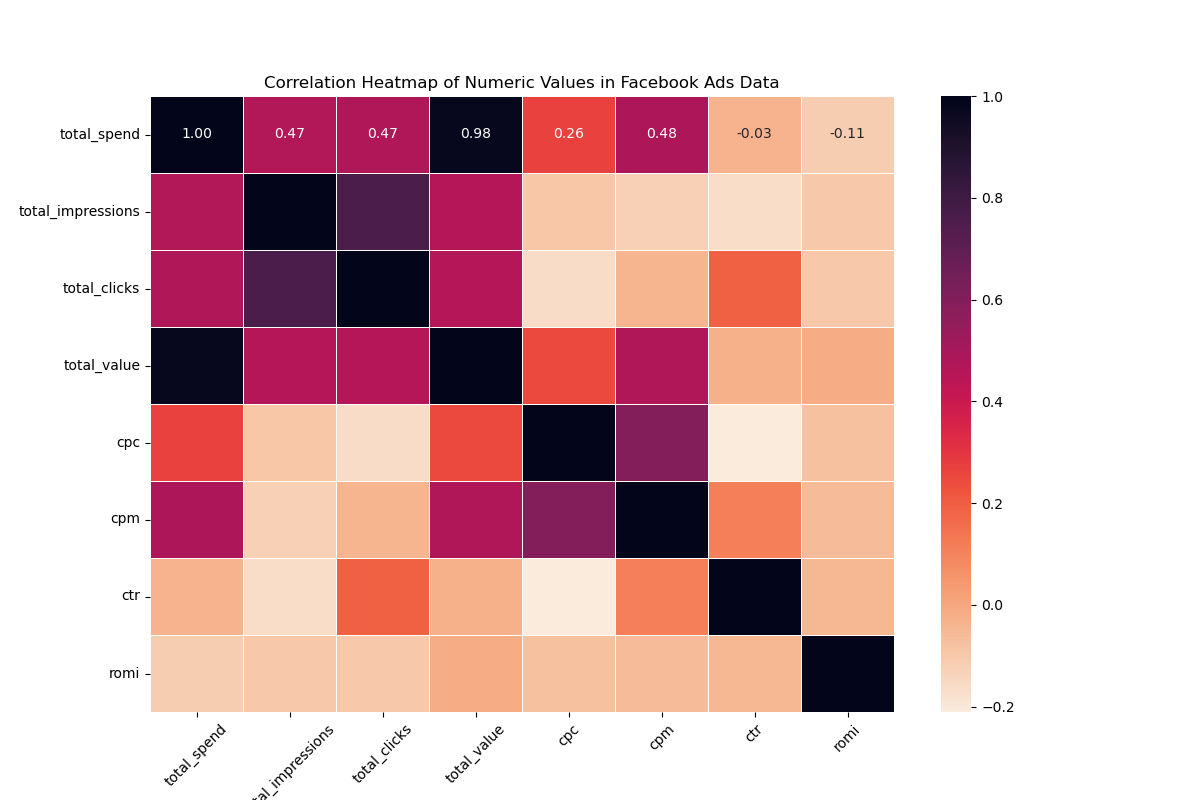 Correlation Heatmap of Numeric Values in Facebook Ads Data
total_spend
1.00 0.47 0.47 0.98 0.26 0.48 -0.03 -0.11
total_impressions
total_clicks
total_value
cpc
cpm
ctr
romi
total_spend
tal_impressions
total_clicks
total_value
cpc
cpm
ctr
romi
1.0
0.8
0.6
0.4
0.2
0.0
−0.2